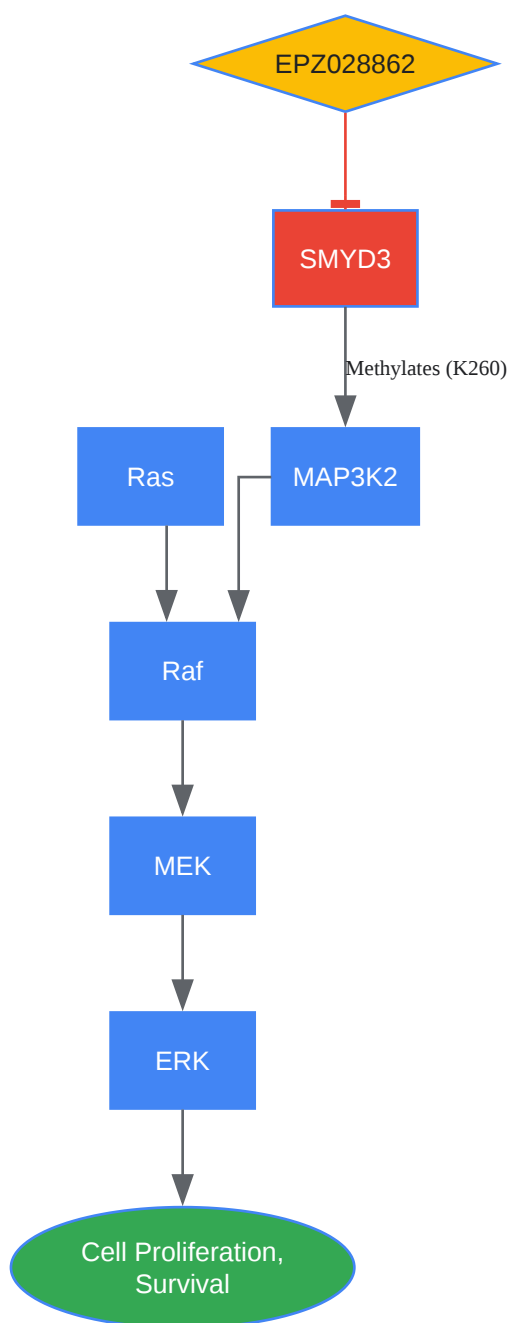 EPZ028862
SMYD3
Methylates (K260)
Ras
MAP3K2
Raf
MEK
ERK
Cell Proliferation,
Survival